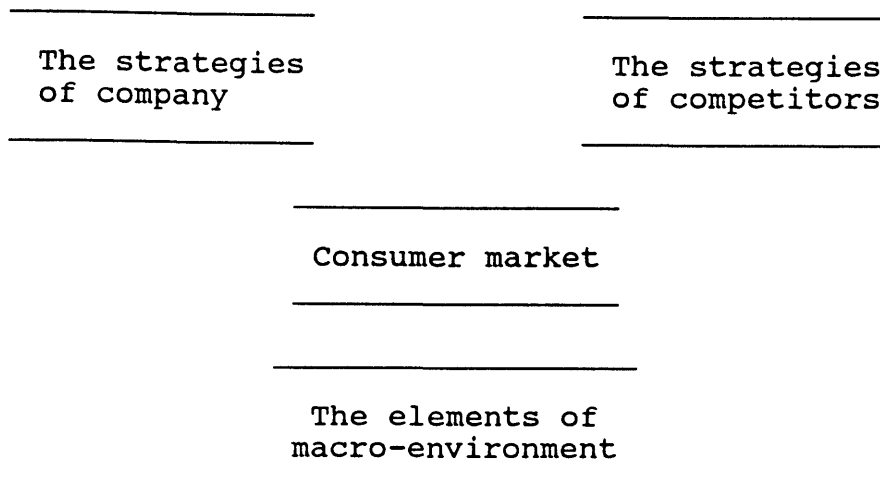 The strategies
of company
The strategies
of competitors
Consumer market
The elements of
macro-environment